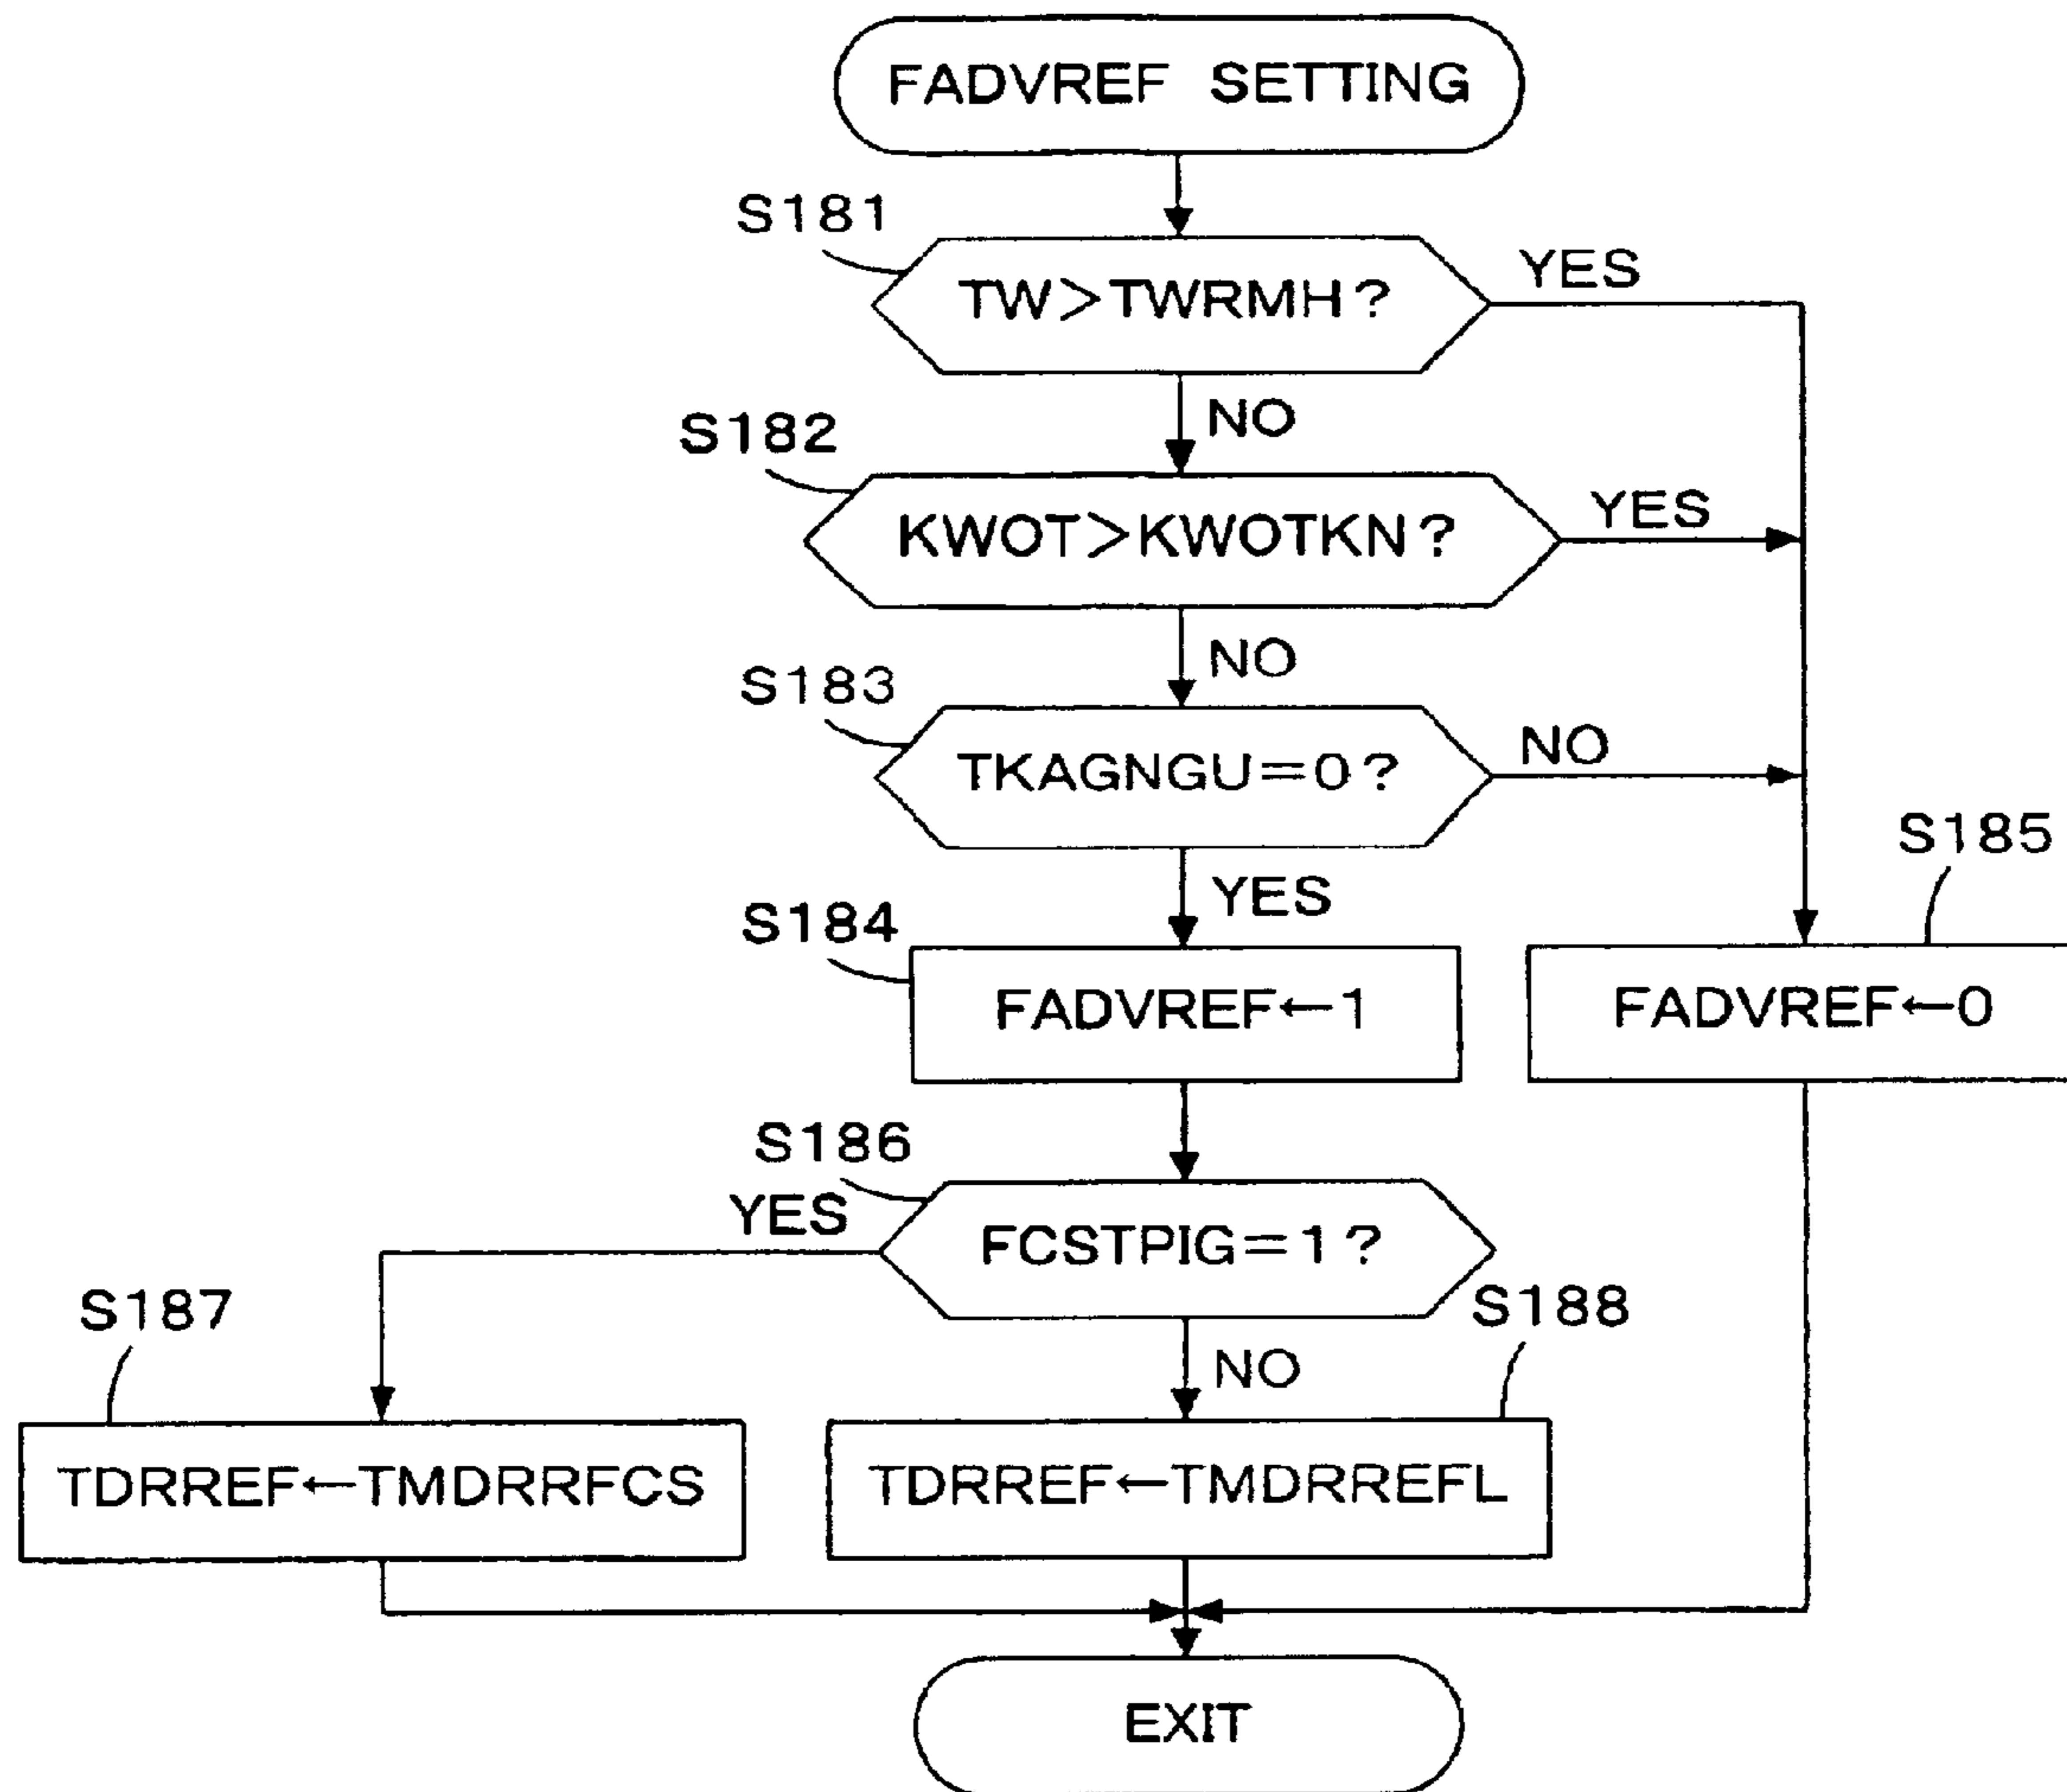 FADVREF SETTING
S181
TW>TWRMH?
YES
NO
S182
KWOT>KWOTKN?
YES
NO
S183
TKAGNGU=0?
NO
YES
S184
FADVREF←1
S185
FADVREF←0
S186
YES
FCSTPIG=1?
NO
S187
TDRREF←TMDRRFCS
S188
TDRREF←TMDRREFL
EXIT